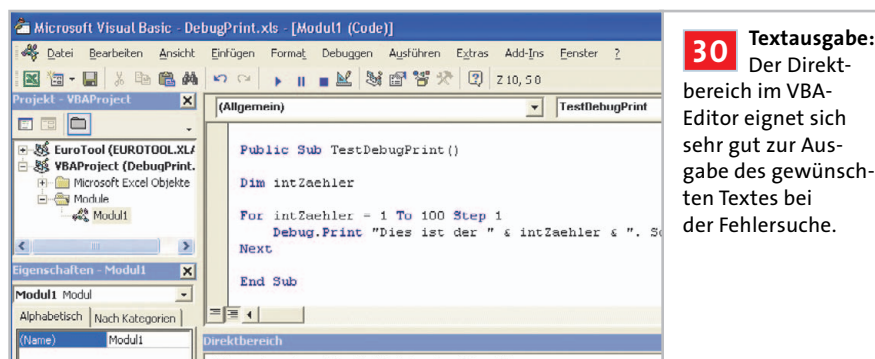 Microsoft Visual Basic - DebugPrint.xls - [Modul1 (Code)]
Datei Bearbeiten Ansicht Einfügen Format Debuggen Ausführen Extras Add-Ins Fenster ?
Z 10, S 0
Projekt - VBAProject
EuroTool (EUROTOOL.XLA
VBAProject (DebugPrint.
Microsoft Excel Objekte
Module
Modul1
Eigenschaften - Modul1
Modul1 Modul
Alphabetisch Nach Kategorien
(Name) Modul1
(Allgemein) TestDebugPrint
Public Sub TestDebugPrint()
Dim intZaehler
For intZaehler = 1 To 100 Step 1
Debug.Print "Dies ist der " & intZaehler & ". Sc
Next
End Sub
Direktbereich
30 Textausgabe:
Der Direkt-
bereich im VBA-
Editor eignet sich
sehr gut zur Aus-
gabe des gewünsch-
ten Textes bei
der Fehlersuche.